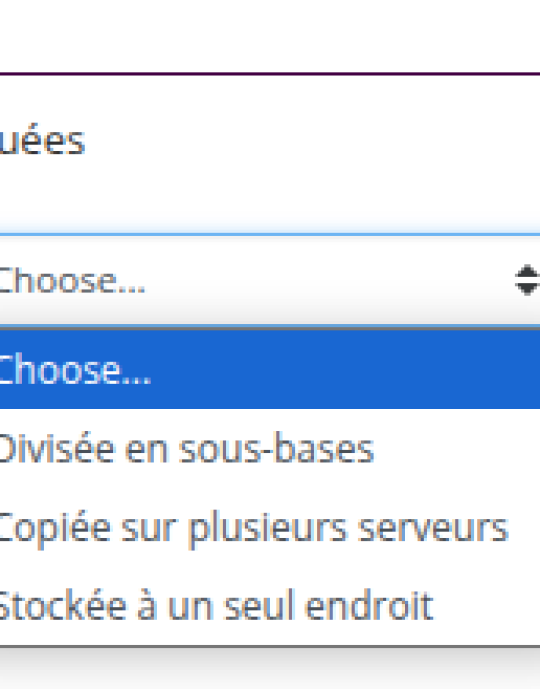 uées
Choose...
Choose...
Divisée en sous-bases
Copiée sur plusieurs serveurs
Stockée à un seul endroit